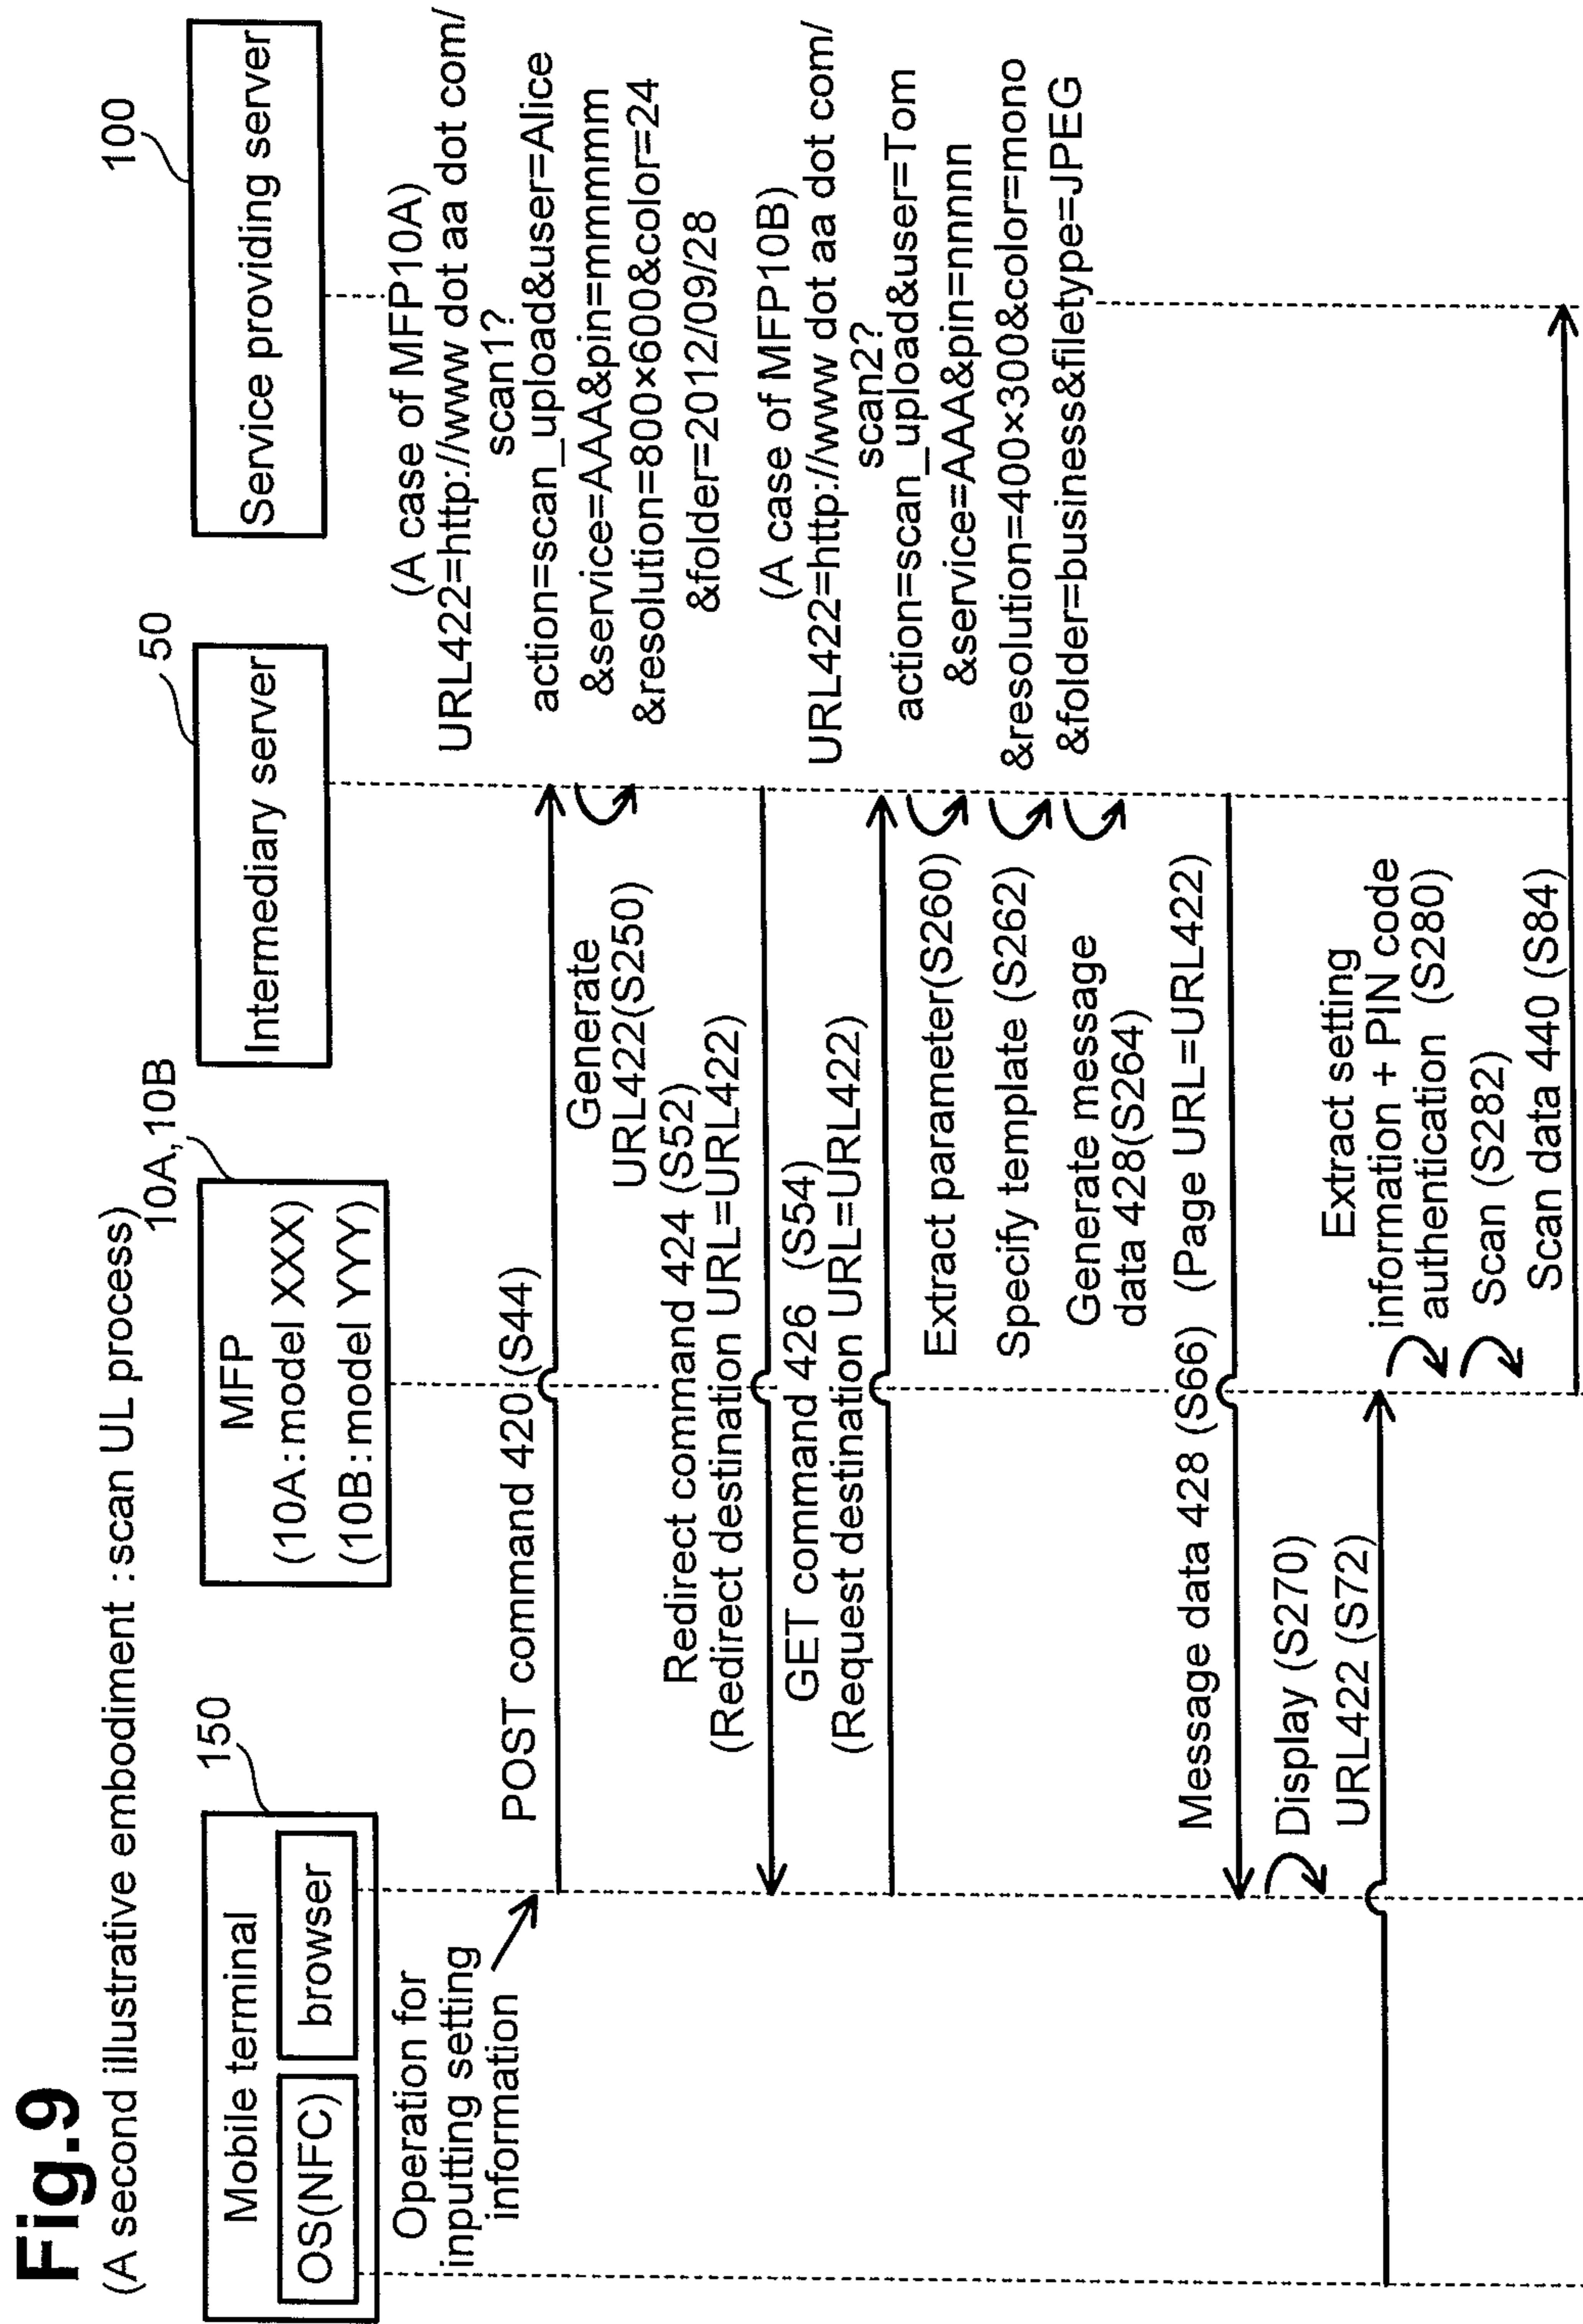 Fig.9
(A second illustrative embodiment :scan UL process)
Mobile terminal
150
OS(NFC)
browser
MFP
(10A:model XXX)
(10B:model YYY)
10A,10B
Intermediary server
50
Service providing server
100
Operation for
inputting setting
information
POST command 420 (S44)
Generate
URL422(S250)
Redirect command 424 (S52)
(Redirect destination URL=URL422)
GET command 426 (S54)
(Request destination URL=URL422)
Extract parameter(S260)
Specify template (S262)
Generate message
data 428(S264)
Message data 428 (S66) (Page URL=URL422)
Display (S270)
URL422 (S72)
Extract setting
information + PIN code
authentication (S280)
Scan (S282)
Scan data 440 (S84)
(A case of MFP10A)
URL422=http://www dot aa dot com/
scan1?
action=scan_upload&user=Alice
&service=AAA&pin=mmmm
&resolution=800×600&color=24
&folder=2012/09/28
(A case of MFP10B)
URL422=http://www dot aa dot com/
scan2?
action=scan_upload&user=Tom
&service=AAA&pin=nnnn
&resolution=400×300&color=mono
&folder=business&filetype=JPEG